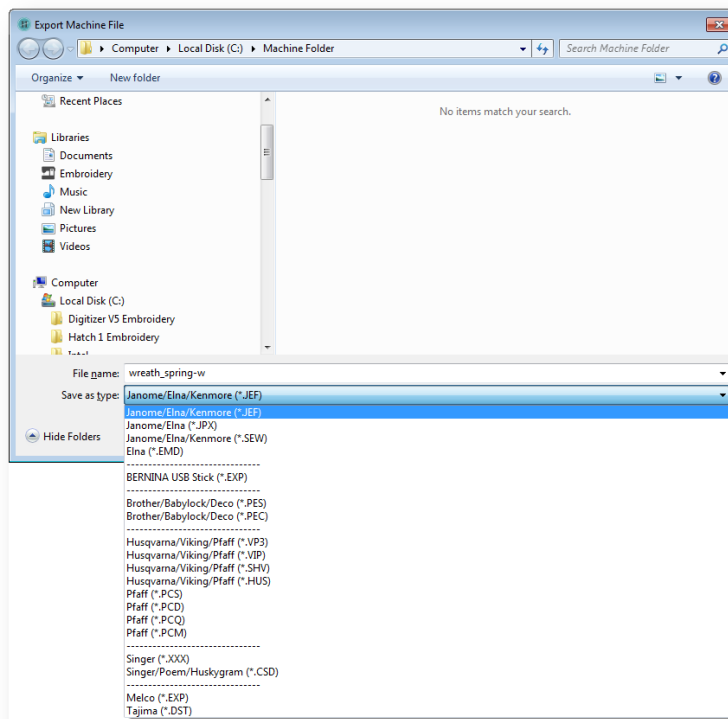 Export Machine File
Computer Local Disk (C:) Machine Folder
Search Machine Folder
Organize New folder
Recent Places
No items match your search.
Libraries
Documents
Embroidery
Music
New Library
Pictures
Videos
Computer
Local Disk (C:)
Digitizer V5 Embroidery
Hatch 1 Embroidery
File name: wreath_spring-w
Save as type: Janome/Elna/Kenmore (*.JEF)
Janome/Elna/Kenmore (*.JEF)
Janome/Elna (*.JPX)
Hide Folders
Janome/Elna/Kenmore (*.SEW)
Elna (*.EMD)
--------------------------------
BERNINA USB Stick (*.EXP)
--------------------------------
Brother/Babylock/Deco (*.PES)
Brother/Babylock/Deco (*.PEC)
--------------------------------
Husqvarna/Viking/Pfaff (*.VP3)
Husqvarna/Viking/Pfaff (*.VIP)
Husqvarna/Viking/Pfaff (*.SHV)
Husqvarna/Viking/Pfaff (*.HUS)
Pfaff (*.PCS)
Pfaff (*.PCD)
Pfaff (*.PCQ)
Pfaff (*.PCM)
--------------------------------
Singer (*.XXX)
Singer/Poem/Huskygram (*.CSD)
--------------------------------
Melco (*.EXP)
Tajima (*.DST)